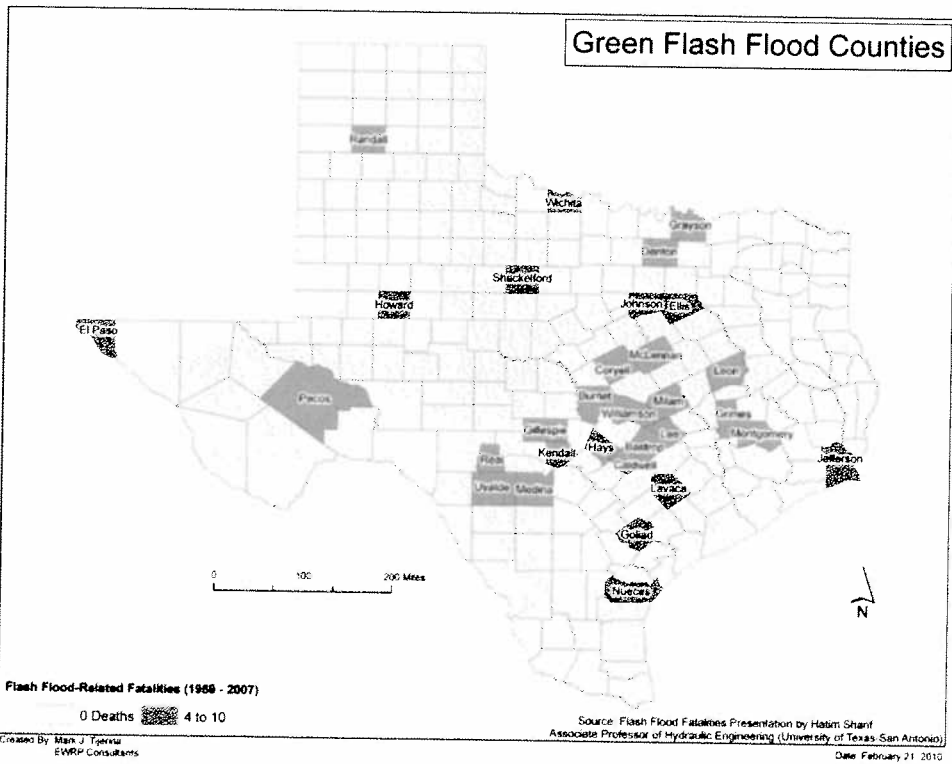 Green Flash Flood Counties
Randall
Wichita
Grayson
Denton
Shackelford
Howard
Johnson
Ellis
El Paso
McLennan
Coryell
Leon
Pecos
Burnet
Milam
Williamson
Grimes
Gillespie
Lee
Montgomery
Hays
Bastrop
Kendall
Real
Caldwell
Jefferson
Uvalde
Medina
Lavaca
Goliad
Nueces
0
100
200 Miles
N
Flash Flood-Related Fatalities (1959 - 2007)
0 Deaths
4 to 10
Source: Flash Flood Fatalities Presentation by Hatim Sharif
Associate Professor of Hydraulic Engineering (University of Texas-San Antonio)
Created By: Mark J. Tijerina
EWRP Consultants
Date: February 21, 2010